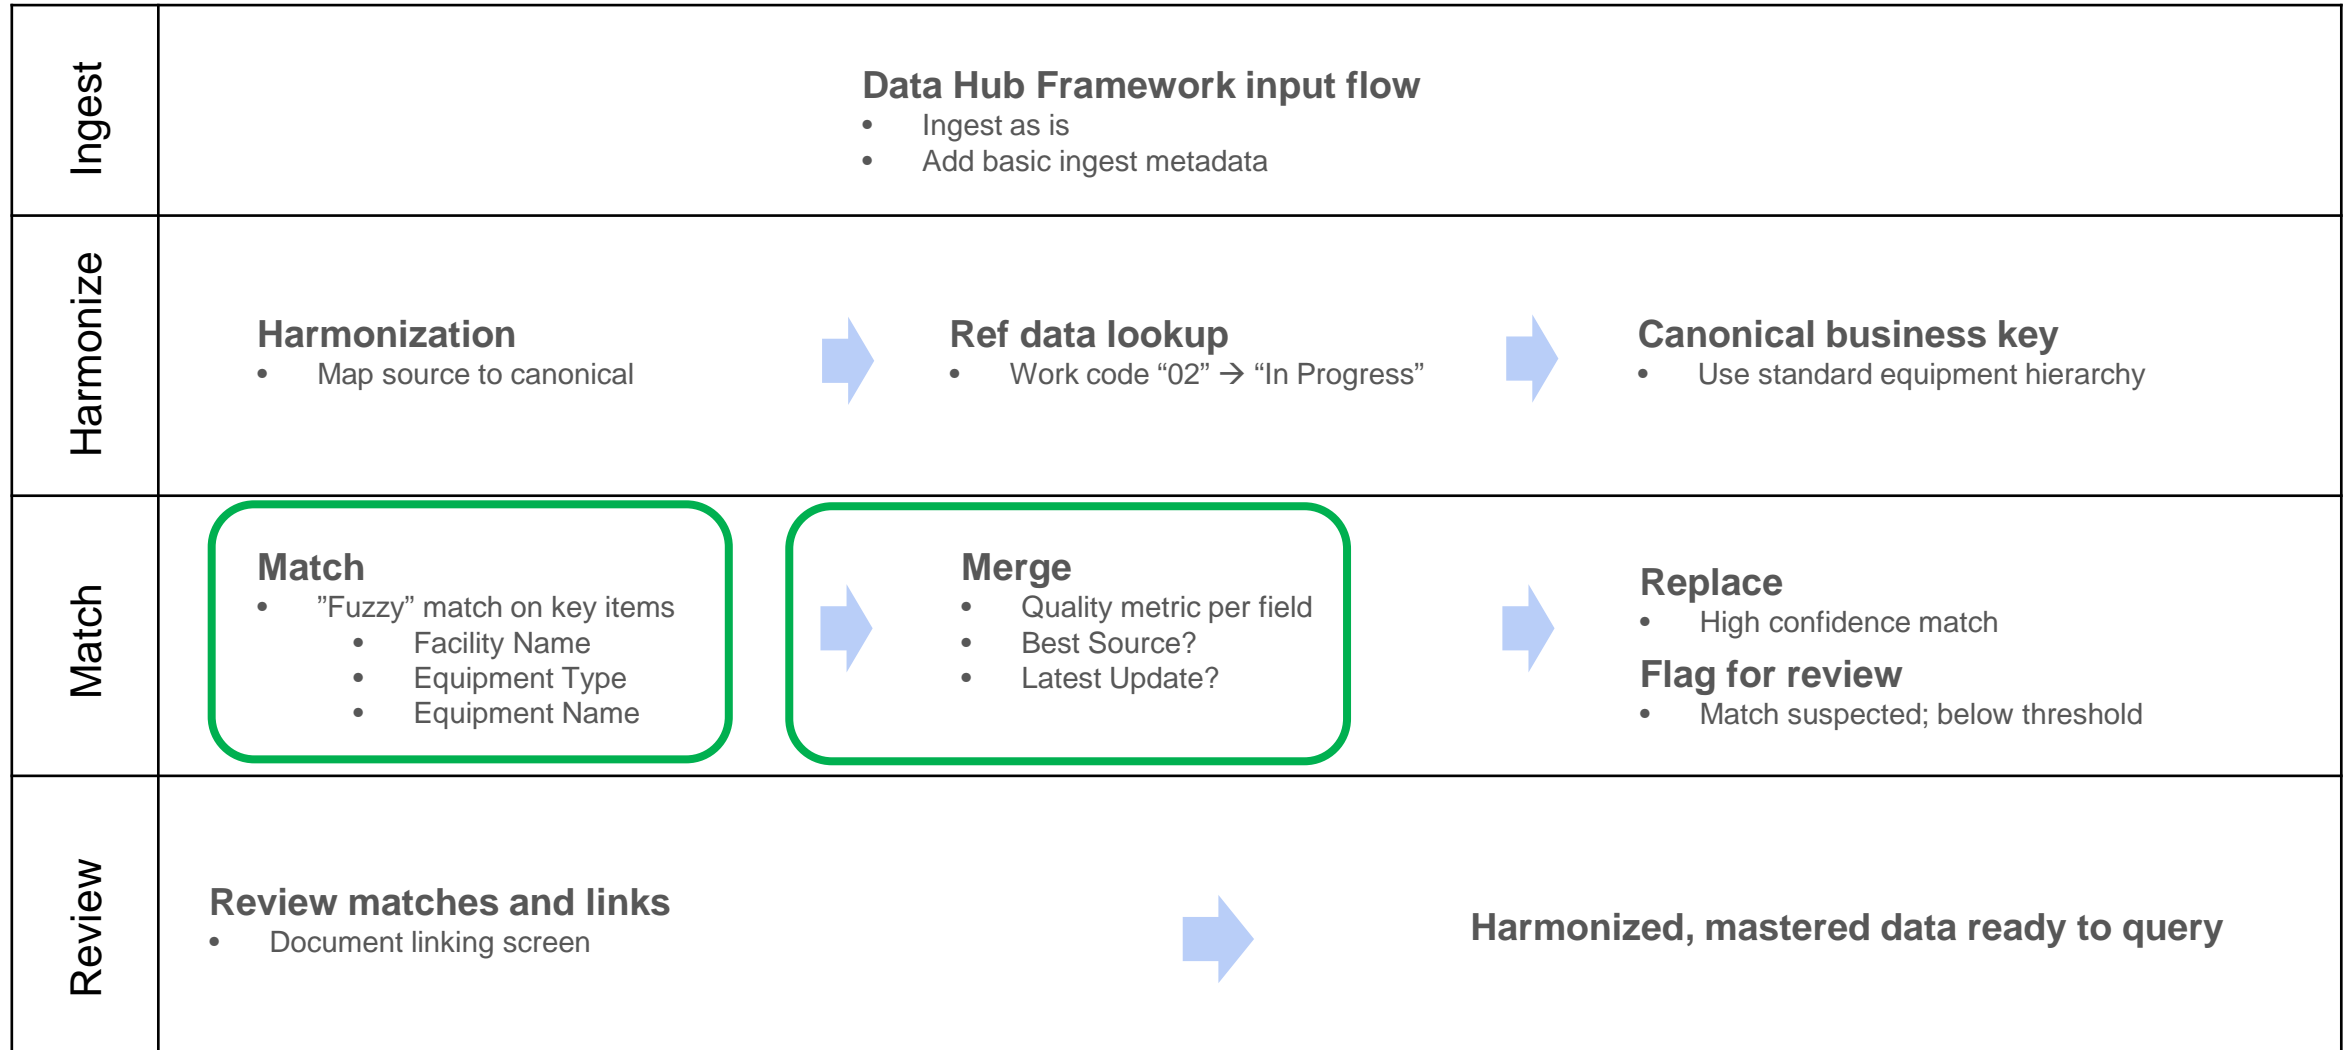 Ingest
Data Hub Framework input flow
• Ingest as is
• Add basic ingest metadata
Harmonize
Harmonization
• Map source to canonical
Ref data lookup
• Work code “02” → “In Progress”
Canonical business key
• Use standard equipment hierarchy
Match
Match
• ”Fuzzy” match on key items
• Facility Name
• Equipment Type
• Equipment Name
Merge
• Quality metric per field
• Best Source?
• Latest Update?
Replace
• High confidence match
Flag for review
• Match suspected; below threshold
Review
Review matches and links
• Document linking screen
Harmonized, mastered data ready to query